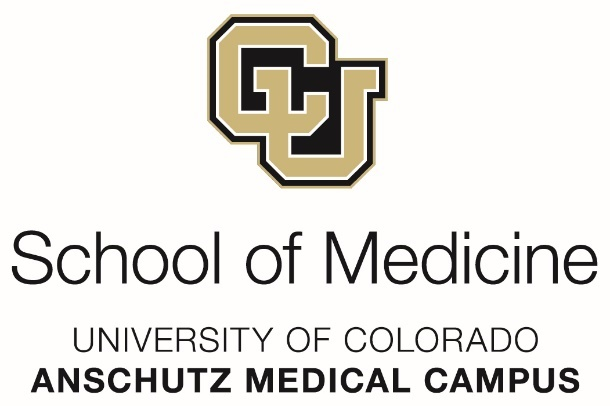 CU
School of Medicine
UNIVERSITY OF COLORADO
ANSCHUTZ MEDICAL CAMPUS